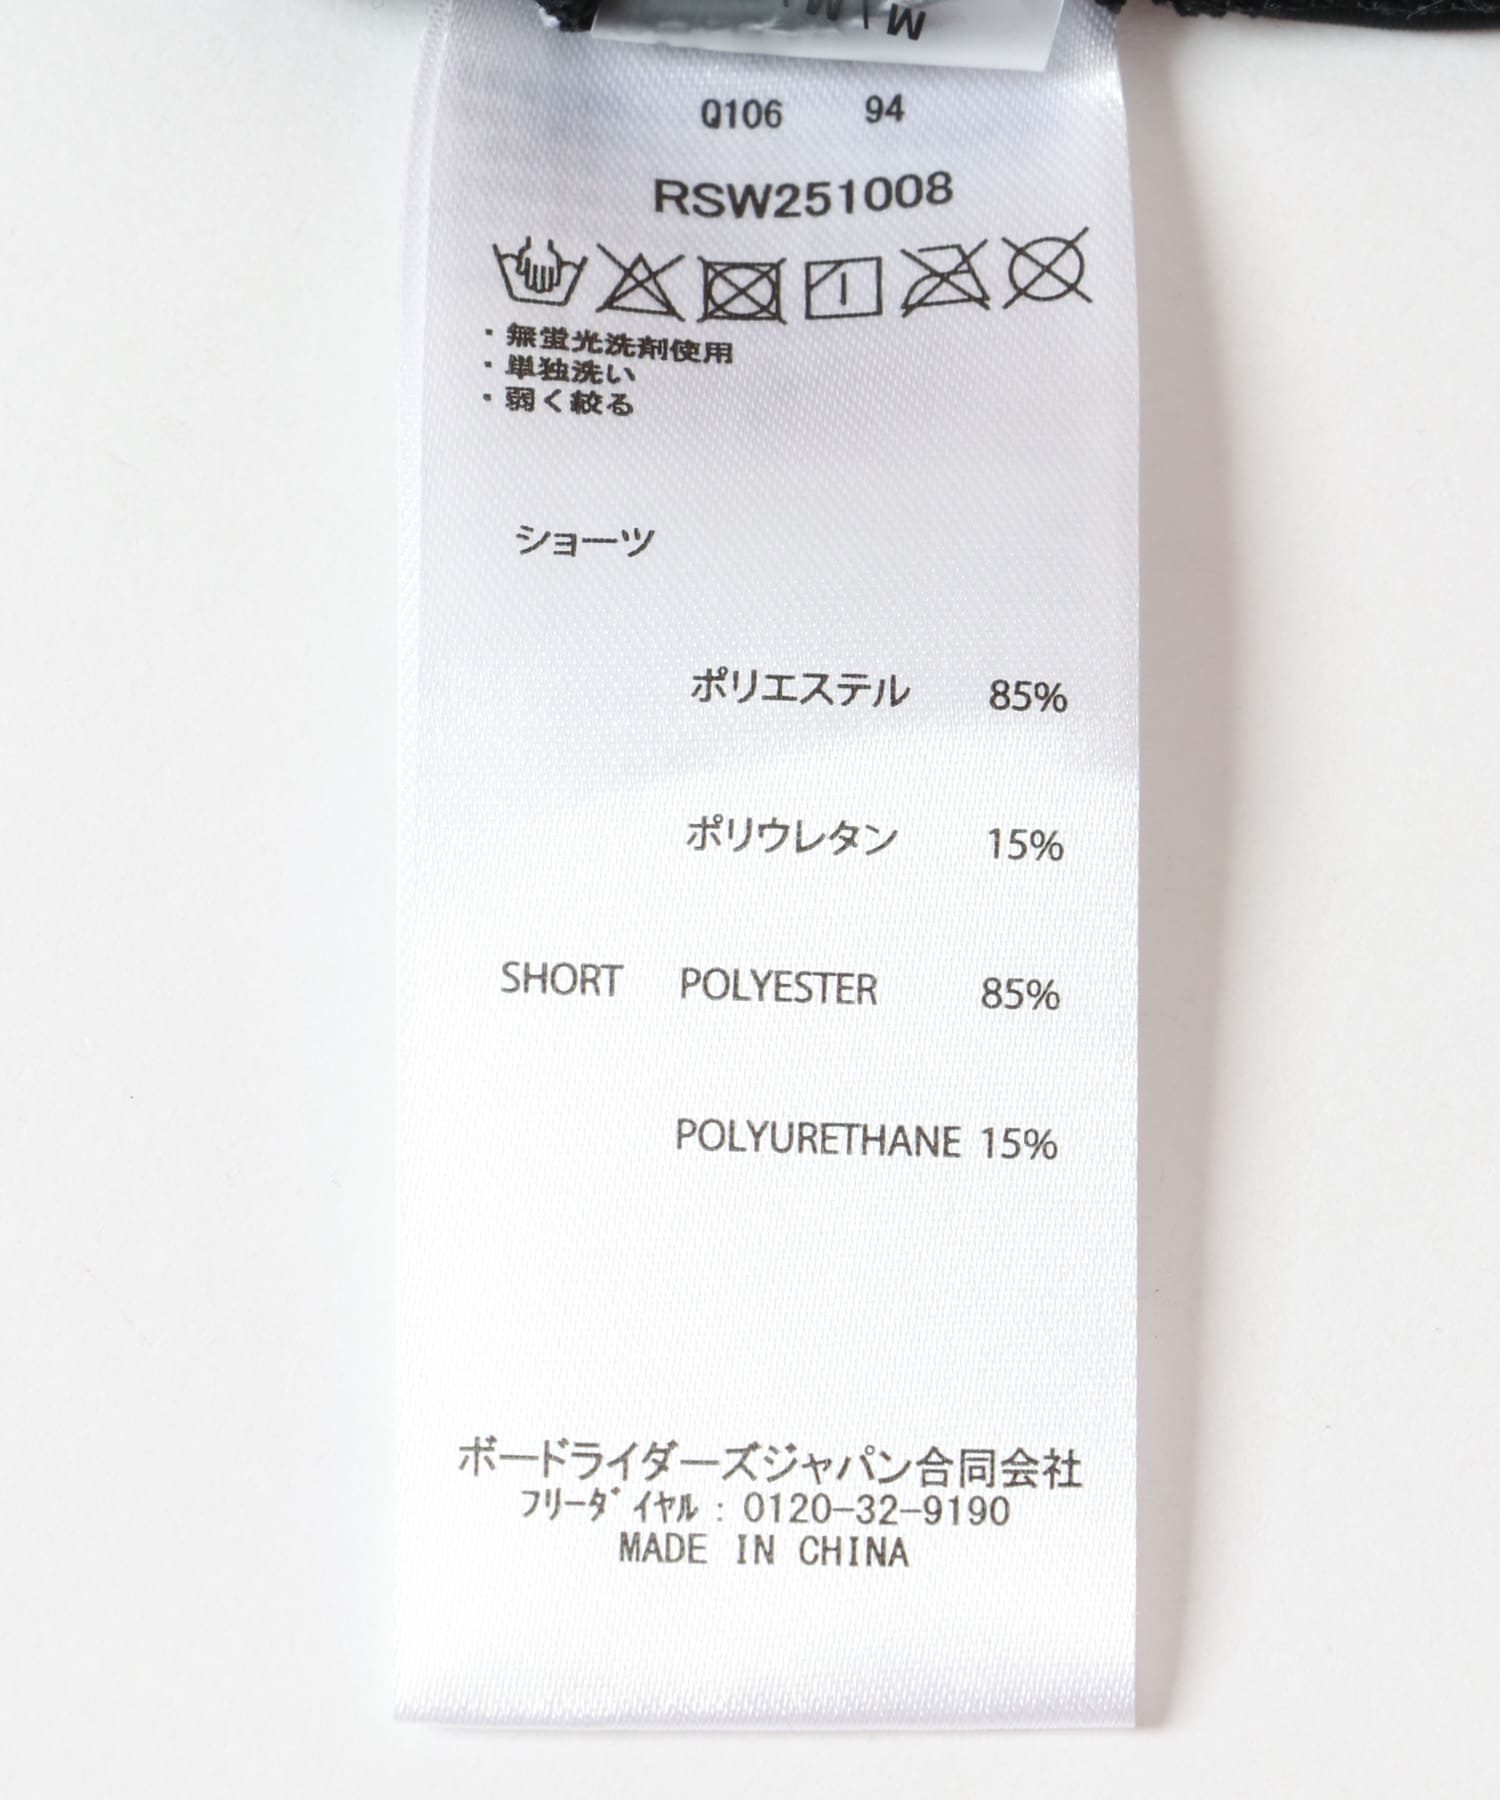 Q106 94
RSW251008
・無蛍光洗剤使用
・単独洗い
・弱く絞る
ショーツ
ポリエステル 85%
ポリウレタン 15%
SHORT POLYESTER 85%
POLYURETHANE 15%
ボードライダーズジャパン合同会社
フリーダイヤル : 0120-32-9190
MADE IN CHINA